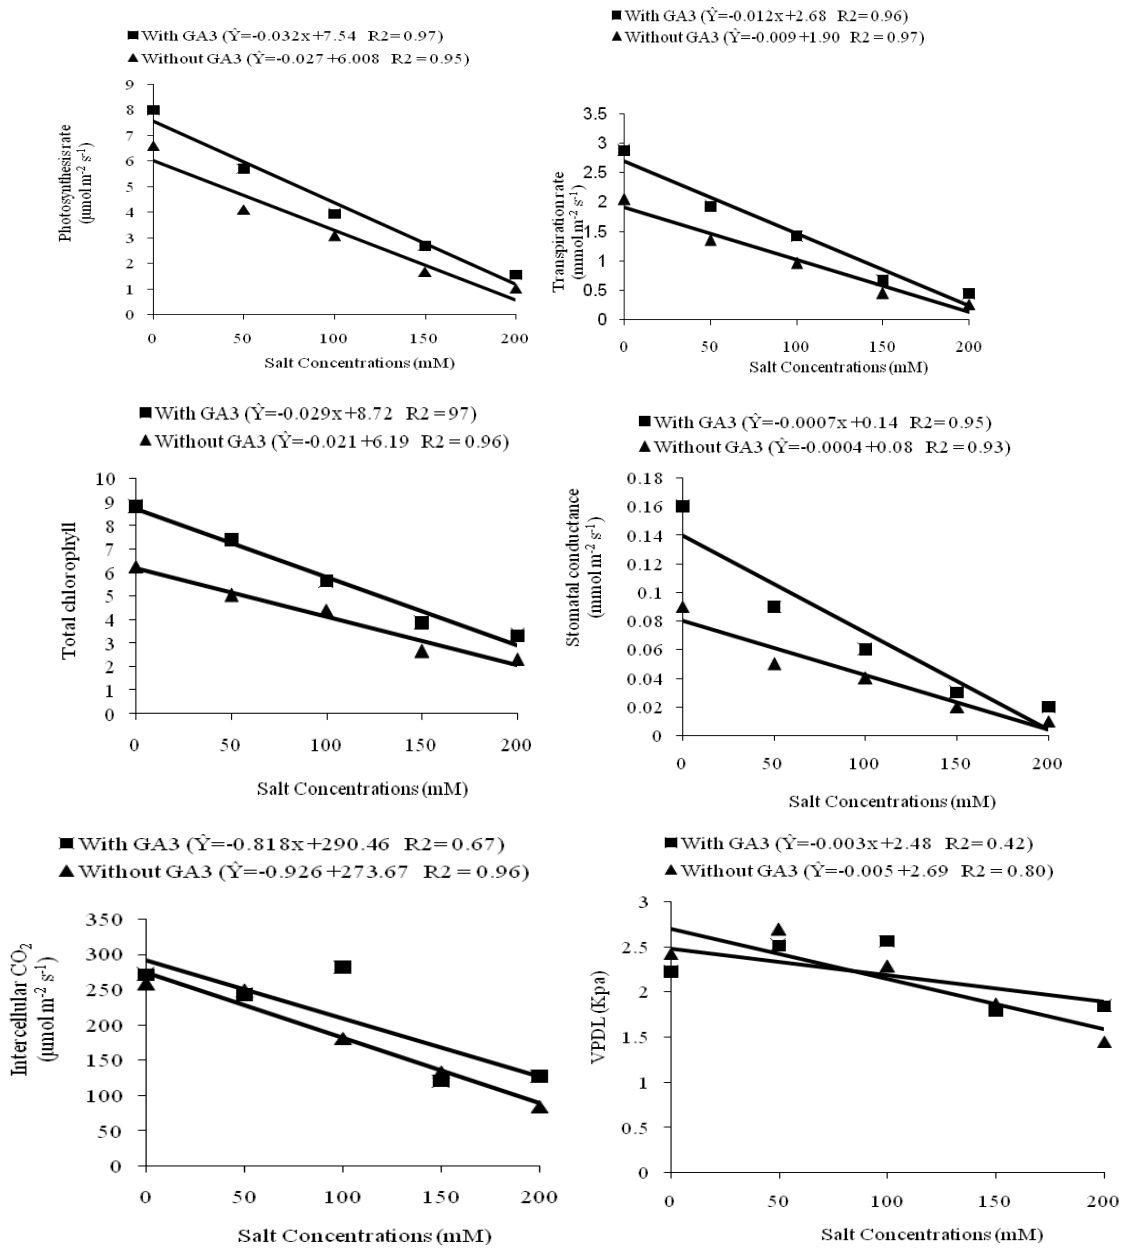 With GA3 (Ŷ=-0.032x+7.54 R2=0.97)
Without GA3 (Ŷ=-0.027+6.008 R2=0.95)
Photosynthesis rate
(µmol m-2 s-1)
9
8
7
6
5
4
3
2
1
0
0 50 100 150 200
Salt Concentrations (mM)
With GA3 (Ŷ=-0.012x+2.68 R2=0.96)
Without GA3 (Ŷ=-0.009+1.90 R2=0.97)
Transpiration rate
(mmol m-2 s-1)
3.5
3
2.5
2
1.5
1
0.5
0
0 50 100 150 200
Salt Concentrations (mM)
With GA3 (Ŷ=-0.029x+8.72 R2=97)
Without GA3 (Ŷ=-0.021+6.19 R2=0.96)
Total chlorophyll
10
9
8
7
6
5
4
3
2
1
0
0 50 100 150 200
Salt Concentrations (mM)
With GA3 (Ŷ=-0.0007x+0.14 R2=0.95)
Without GA3 (Ŷ=-0.0004+0.08 R2=0.93)
Stomatal conductance
(mmol m-2 s-1)
0.18
0.16
0.14
0.12
0.1
0.08
0.06
0.04
0.02
0
0 50 100 150 200
Salt Concentrations (mM)
With GA3 (Ŷ=-0.818x+290.46 R2=0.67)
Without GA3 (Ŷ=-0.926+273.67 R2=0.96)
Intercellular CO2
(µmol m-2 s-1)
350
300
250
200
150
100
50
0
0 50 100 150 200
Salt Concentrations (mM)
With GA3 (Ŷ=-0.003x+2.48 R2=0.42)
Without GA3 (Ŷ=-0.005+2.69 R2=0.80)
VPDL (Kpa)
3
2.5
2
1.5
1
0.5
0
0 50 100 150 200
Salt Concentrations (mM)